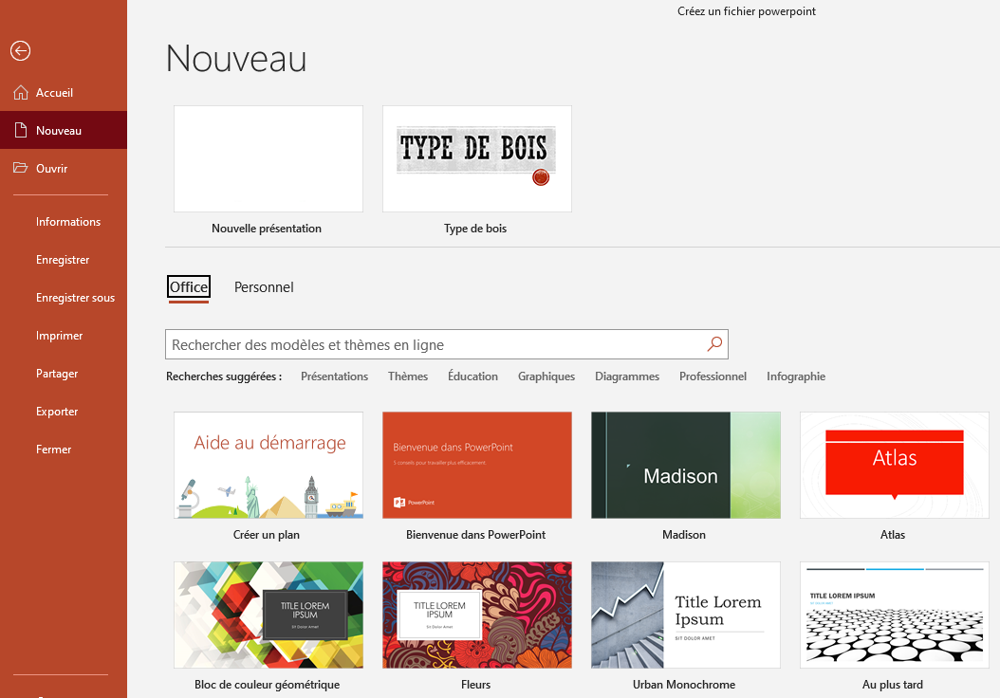 Créez un fichier powerpoint
Nouveau
Accueil
Nouveau
Ouvrir
Informations
Enregistrer
Enregistrer sous
Imprimer
Partager
Exporter
Fermer
TYPE DE BOIS
Nouvelle présentation
Type de bois
Office
Personnel
Rechercher des modèles et thèmes en ligne
Recherches suggérées : Présentations Thèmes Éducation Graphiques Diagrammes Professionnel Infographie
Aide au démarrage
Créer un plan
Bienvenue dans PowerPoint
5 conseils pour travailler plus efficacement
PowerPoint
Bienvenue dans PowerPoint
Madison
Madison
Atlas
Atlas
TITLE LOREM
IPSUM
Sit Dolor Amet
Bloc de couleur géométrique
TITLE LOREM
IPSUM
Sit Dolor Amet
Fleurs
Title Lorem
Ipsum
SIT DOLOR AMET
Urban Monochrome
TITLE LOREM IPSUM
SIT DOLOR AMET
Au plus tard